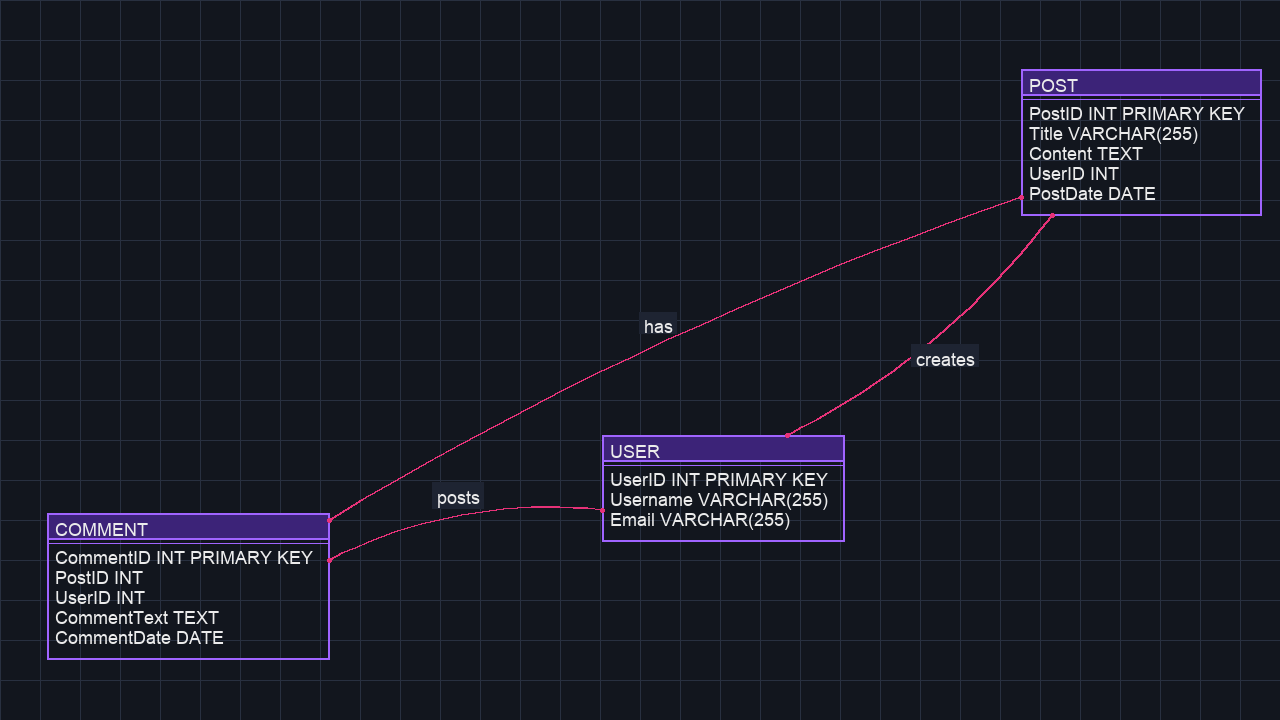 POST
PostID INT PRIMARY KEY
Title VARCHAR(255)
Content TEXT
UserID INT
PostDate DATE
has
creates
USER
UserID INT PRIMARY KEY
Username VARCHAR(255)
Email VARCHAR(255)
posts
COMMENT
CommentID INT PRIMARY KEY
PostID INT
UserID INT
CommentText TEXT
CommentDate DATE